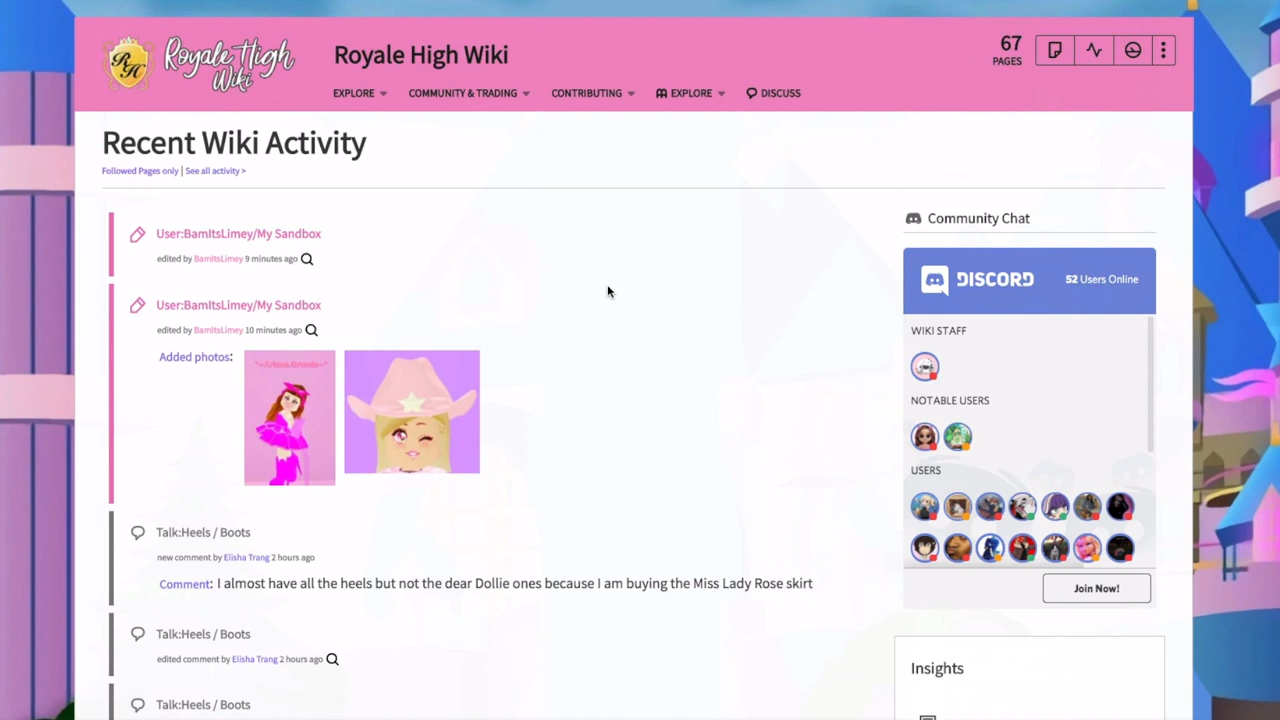 RH
Royale High
Wiki
Royale High Wiki
67
PAGES
EXPLORE
COMMUNITY & TRADING
CONTRIBUTING
EXPLORE
DISCUSS
Recent Wiki Activity
Followed Pages only | See all activity >
User:BamItsLimey/My Sandbox
edited by BamItsLimey 9 minutes ago
User:BamItsLimey/My Sandbox
edited by BamItsLimey 10 minutes ago
Added photos:
Talk:Heels / Boots
new comment by Elisha Trang 2 hours ago
Comment: I almost have all the heels but not the dear Dollie ones because I am buying the Miss Lady Rose skirt
Talk:Heels / Boots
edited comment by Elisha Trang 2 hours ago
Talk:Heels / Boots
Community Chat
DISCORD
52 Users Online
WIKI STAFF
NOTABLE USERS
USERS
Join Now!
Insights